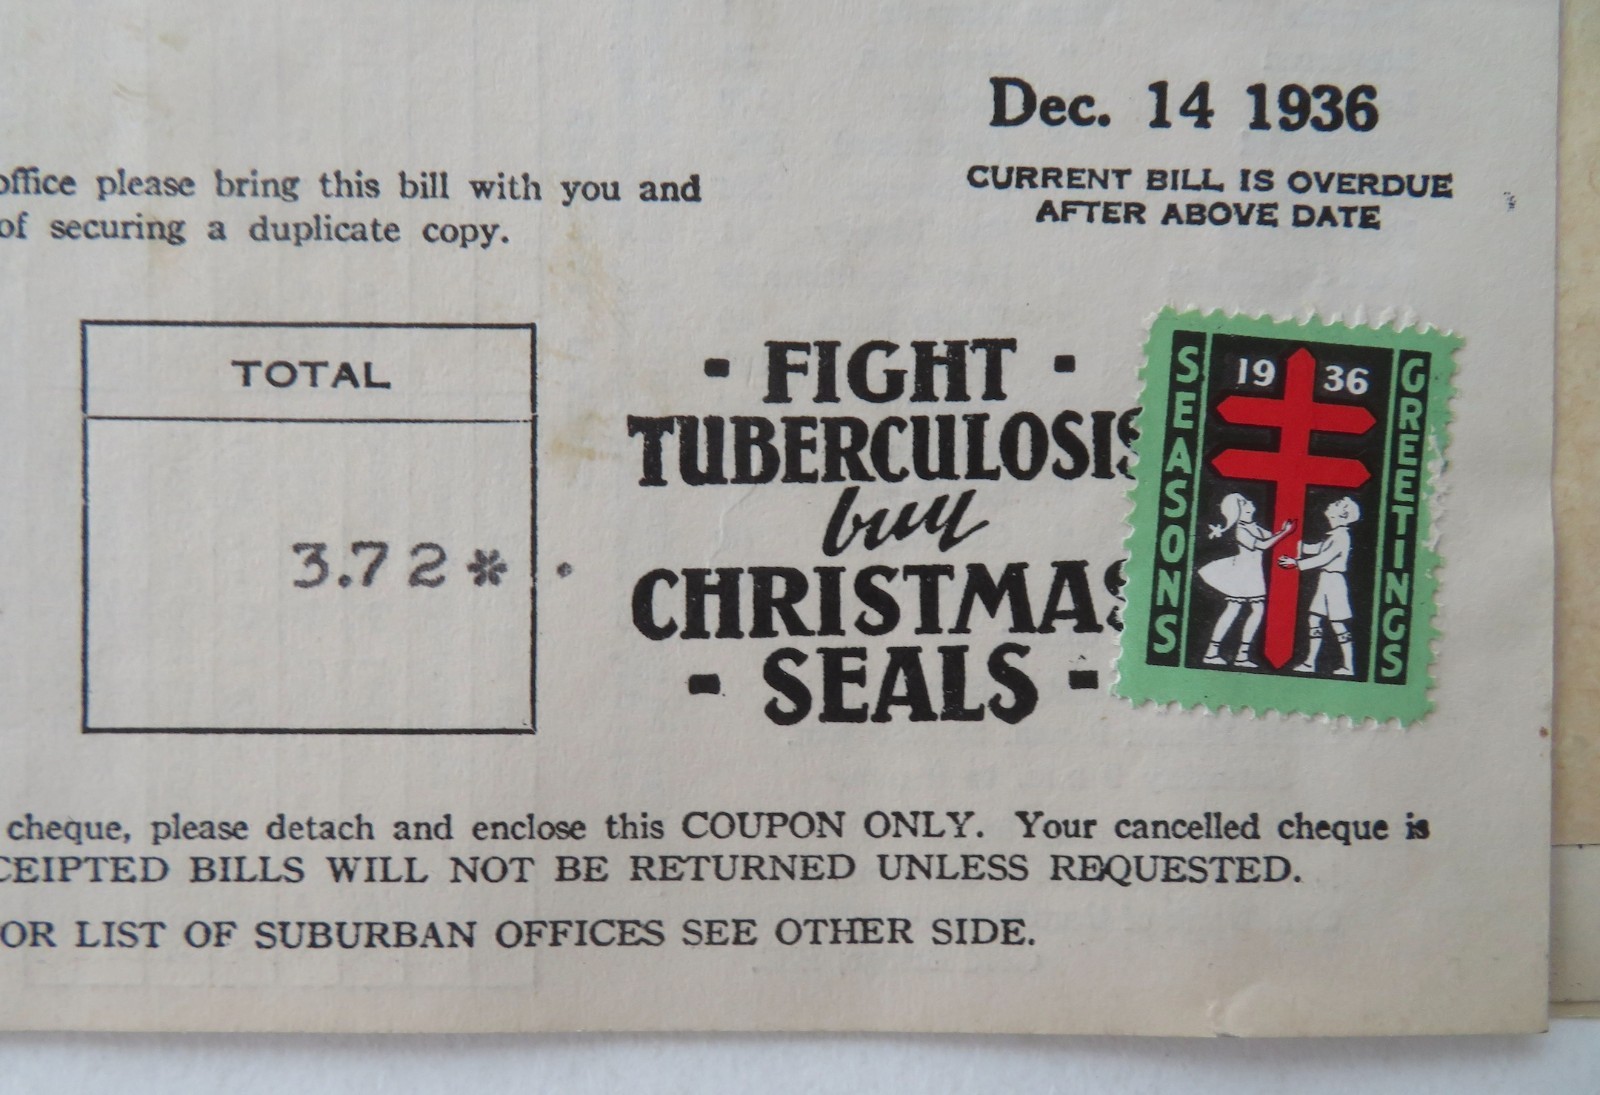 Dec. 14 1936
CURRENT BILL IS OVERDUE
AFTER ABOVE DATE
office please bring this bill with you and
of securing a duplicate copy.
TOTAL
3.72*
- FIGHT -
TUBERCULOSIS
buy
CHRISTMAS
- SEALS -
SEASONS
19 36
GREETINGS
cheque, please detach and enclose this COUPON ONLY. Your cancelled cheque is
CEIPTED BILLS WILL NOT BE RETURNED UNLESS REQUESTED.
OR LIST OF SUBURBAN OFFICES SEE OTHER SIDE.